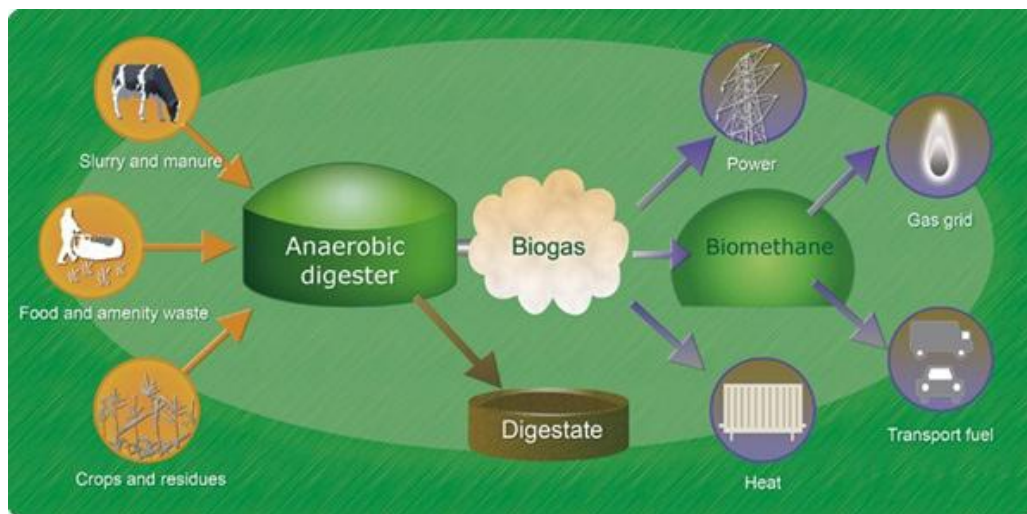 Slurry and manure
Food and amenity waste
Crops and residues
Anaerobic
digester
Biogas
Digestate
Power
Biomethane
Heat
Gas grid
Transport fuel